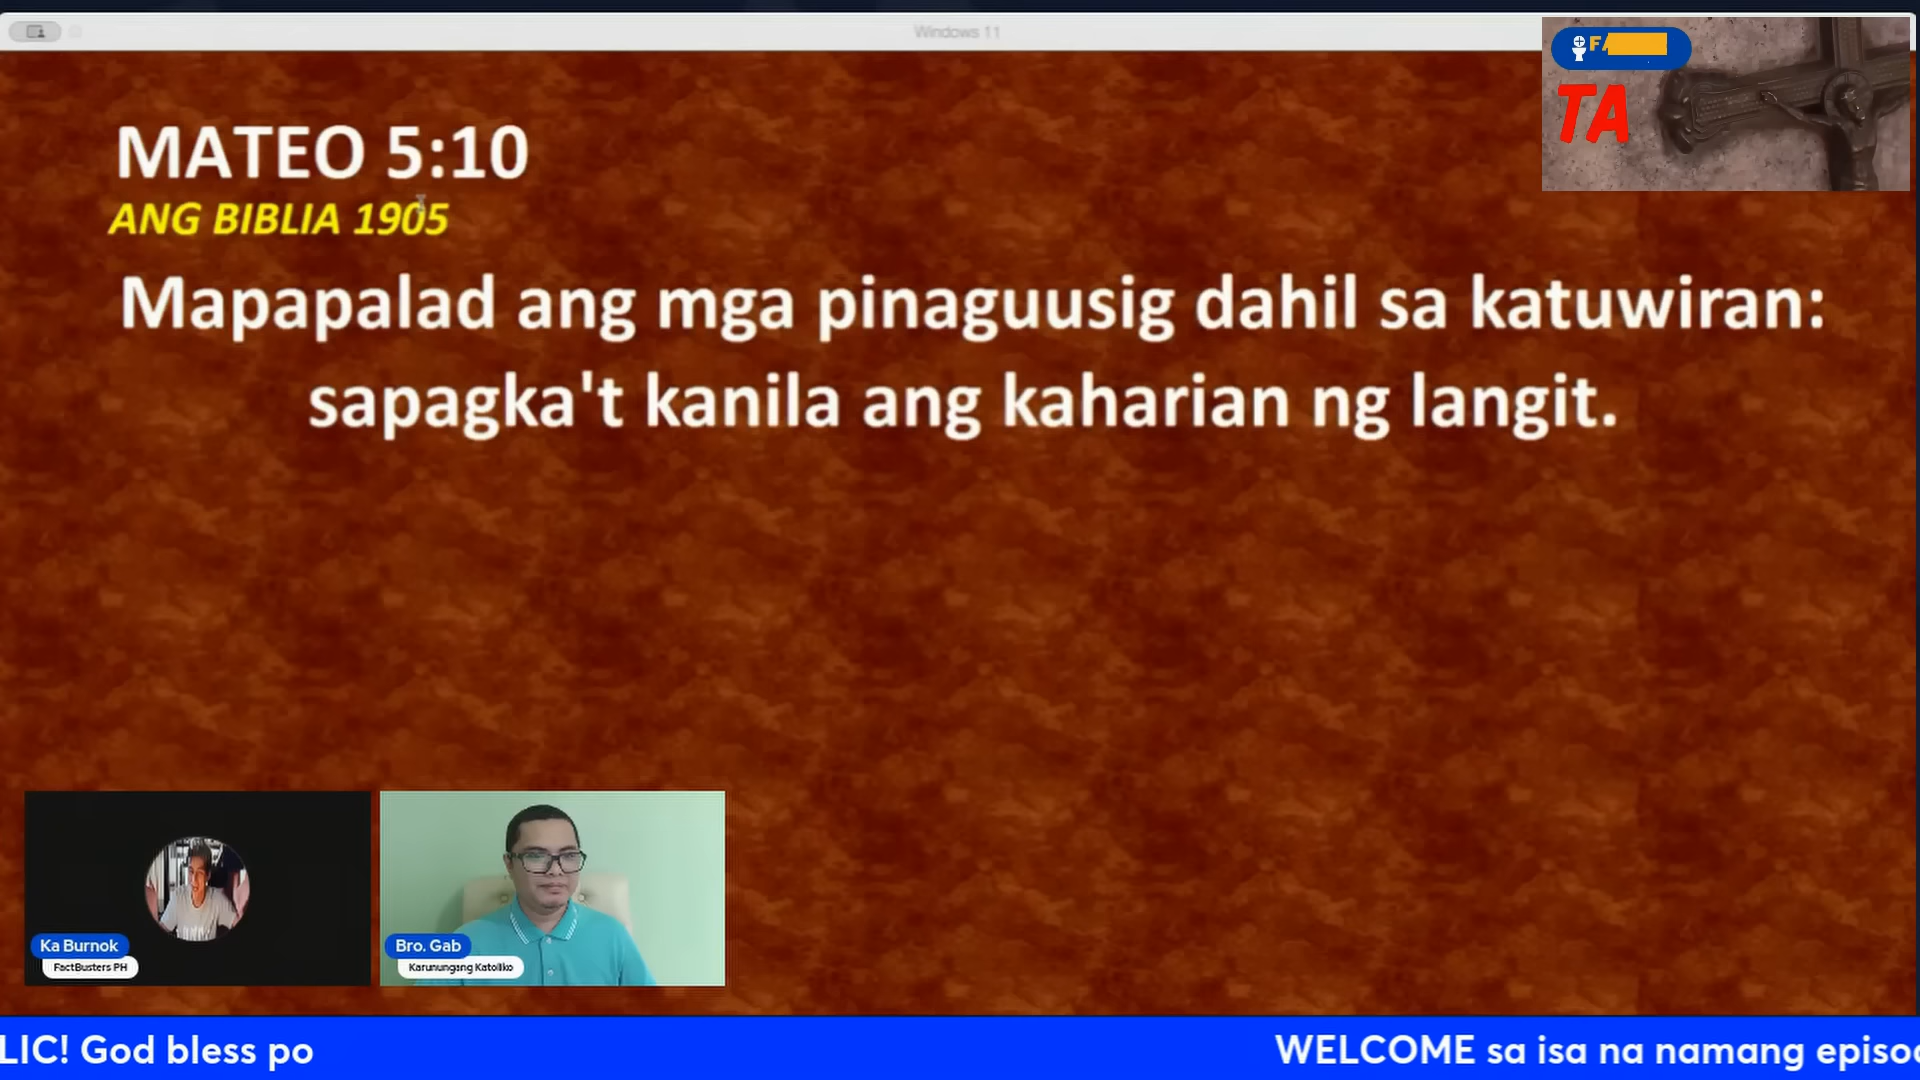 Windows 11
FA
TA
MATEO 5:10
ANG BIBLIA 1905
Mapapalad ang mga pinaguusig dahil sa katuwiran:
sapagka't kanila ang kaharian ng langit.
Ka Burnok
FactBusters PH
Bro. Gab
Karunungang Katoliko
LIC! God bless po
WELCOME sa isa na namang episod